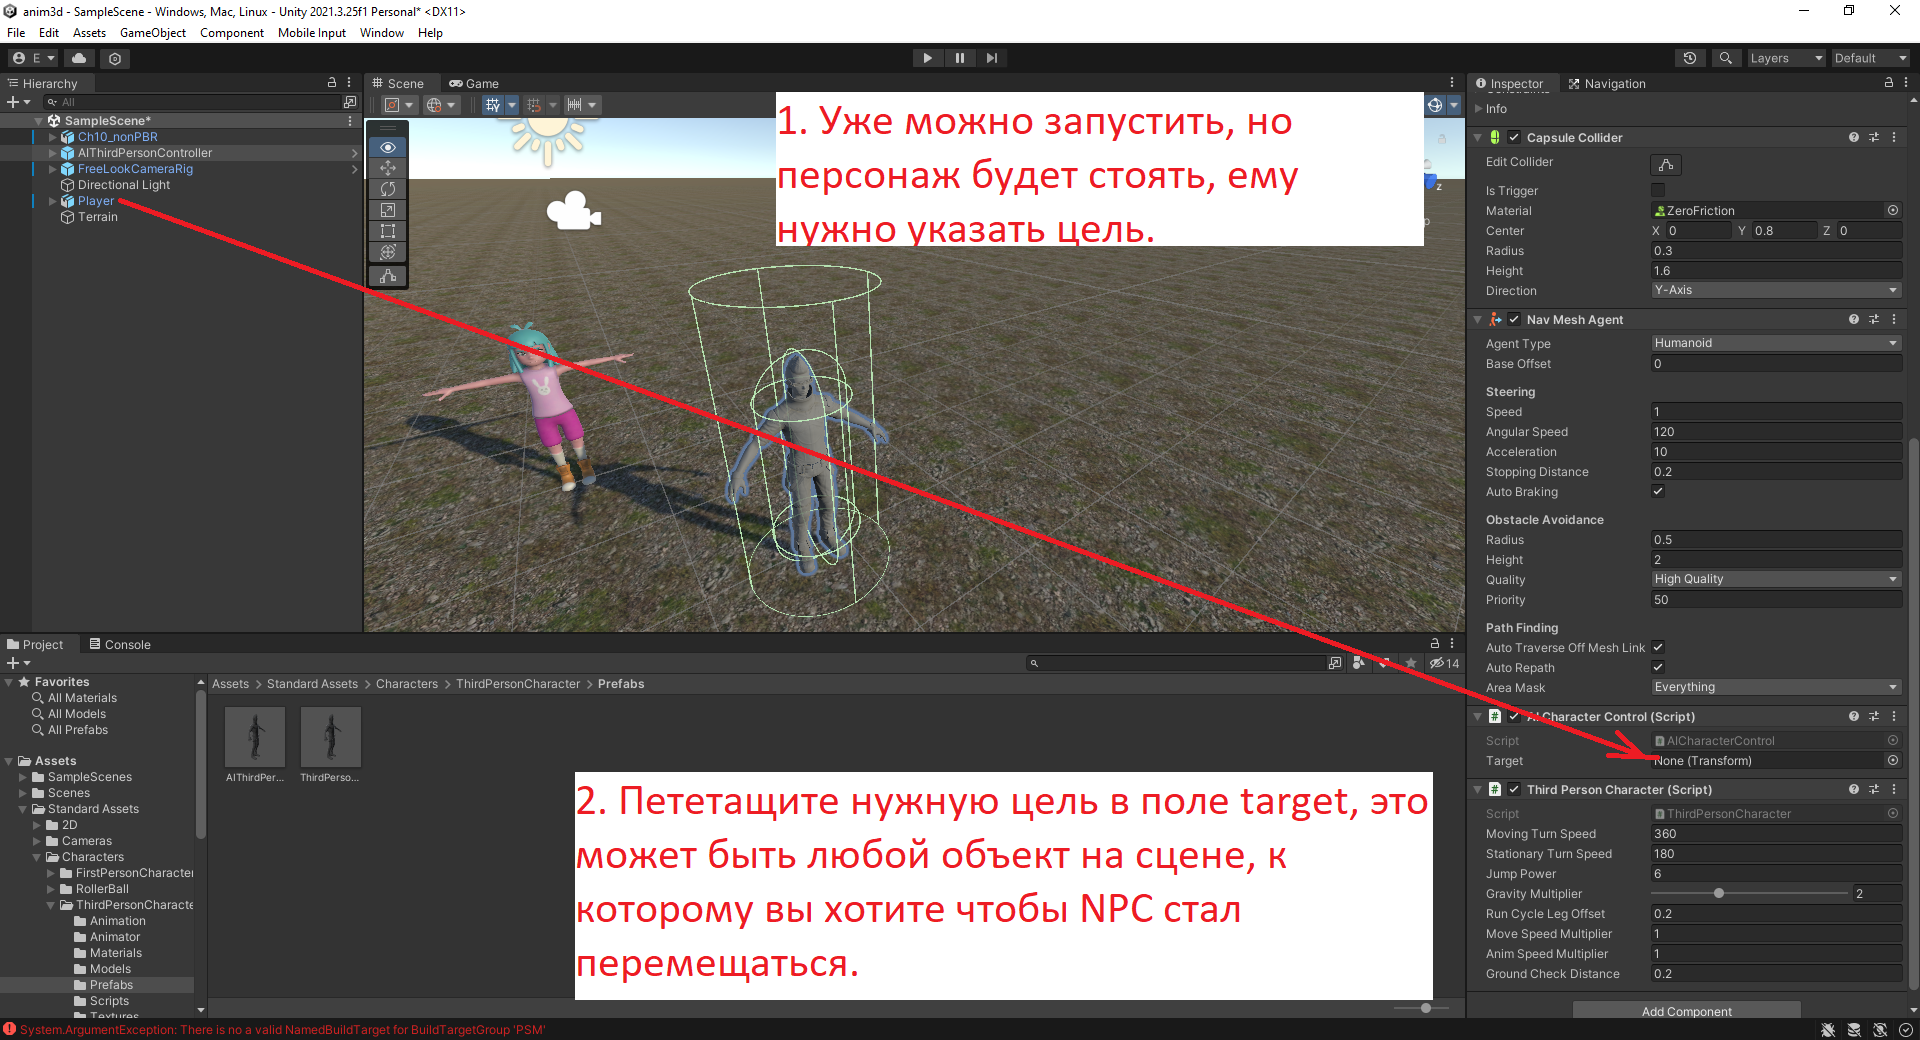 anim3d - SampleScene - Windows, Mac, Linux - Unity 2021.3.25f1 Personal* <DX11>
File Edit Assets GameObject Component Mobile Input Window Help
E
Layers
Default
Hierarchy
All
SampleScene*
Ch10_nonPBR
AIThirdPersonController
FreeLookCameraRig
Directional Light
Player
Terrain
Scene
Game
z
1. Уже можно запустить, но
персонаж будет стоять, ему
нужно указать цель.
Project
Console
14
Favorites
All Materials
All Models
All Prefabs
Assets
SampleScenes
Scenes
Standard Assets
2D
Cameras
Characters
FirstPersonCharacter
RollerBall
ThirdPersonCharacte
Animation
Animator
Materials
Models
Prefabs
Scripts
Textures
Assets > Standard Assets > Characters > ThirdPersonCharacter > Prefabs
AIThirdPer...
ThirdPerso...
2. Пететащите нужную цель в поле target, это
может быть любой объект на сцене, к
которому вы хотите чтобы NPC стал
перемещаться.
Inspector
Navigation
Constraints
Info
Capsule Collider
Edit Collider
Is Trigger
Material ZeroFriction
Center X 0 Y 0.8 Z 0
Radius 0.3
Height 1.6
Direction Y-Axis
Nav Mesh Agent
Agent Type Humanoid
Base Offset 0
Steering
Speed 1
Angular Speed 120
Acceleration 10
Stopping Distance 0.2
Auto Braking
Obstacle Avoidance
Radius 0.5
Height 2
Quality High Quality
Priority 50
Path Finding
Auto Traverse Off Mesh Link
Auto Repath
Area Mask Everything
AI Character Control (Script)
Script AICharacterControl
Target None (Transform)
Third Person Character (Script)
Script ThirdPersonCharacter
Moving Turn Speed 360
Stationary Turn Speed 180
Jump Power 6
Gravity Multiplier 2
Run Cycle Leg Offset 0.2
Move Speed Multiplier 1
Anim Speed Multiplier 1
Ground Check Distance 0.2
Add Component
System.ArgumentException: There is no a valid NamedBuildTarget for BuildTargetGroup 'PSM'